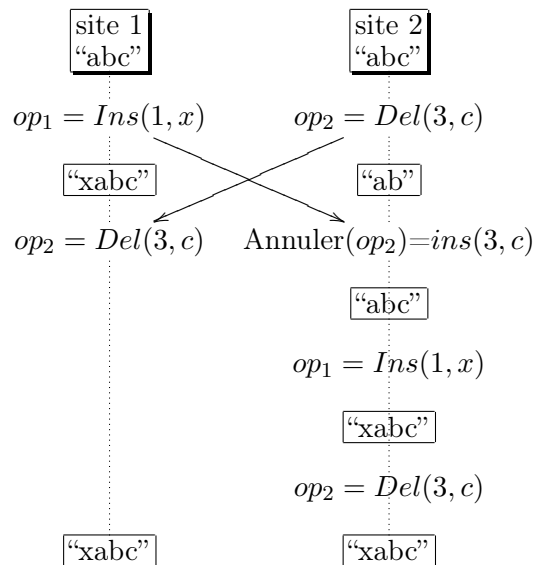 site 1
“abc”
site 2
“abc”
op₁ = Ins(1, x)
op₂ = Del(3, c)
“xabc”
“ab”
op₂ = Del(3, c)
Annuler(op₂)=ins(3, c)
“abc”
op₁ = Ins(1, x)
“xabc”
op₂ = Del(3, c)
“xabc”
“xabc”